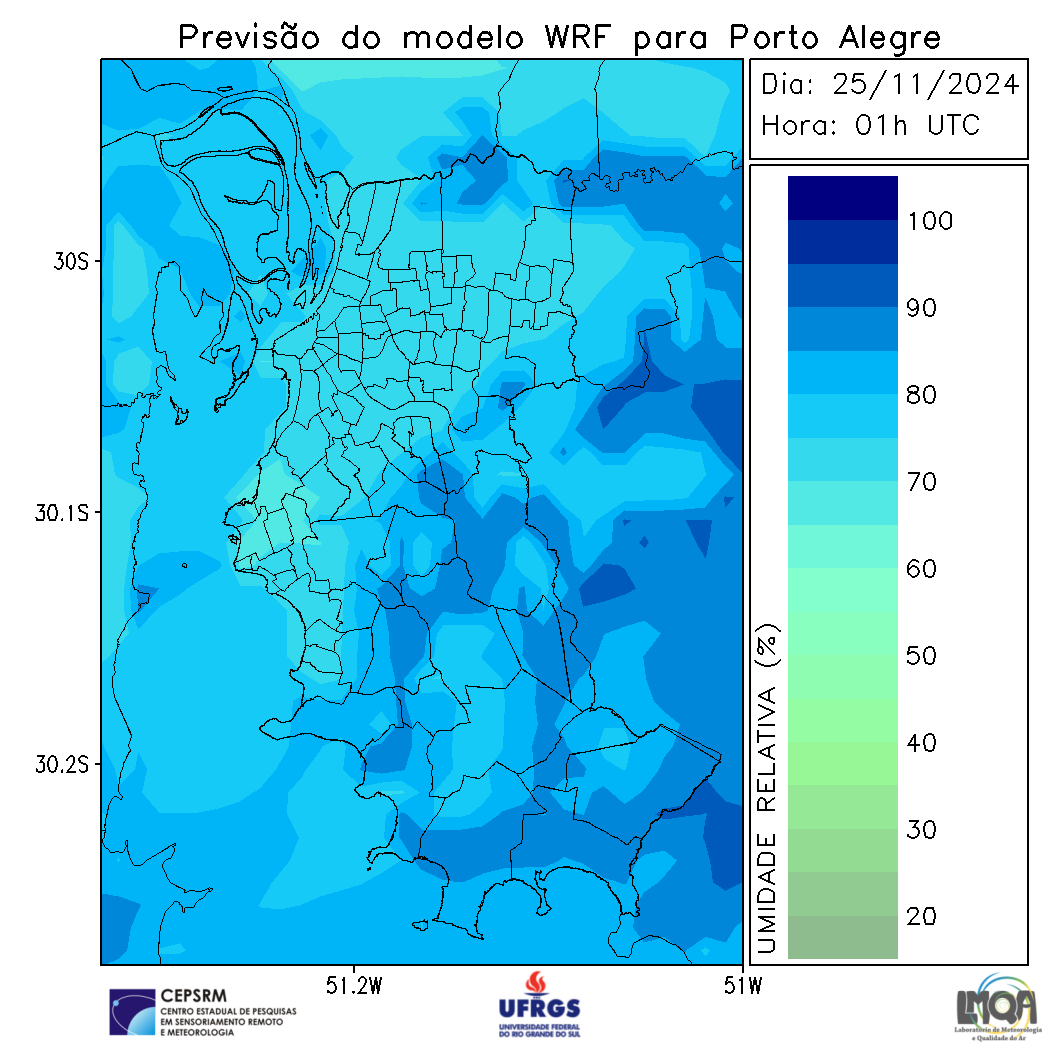 Previsão do modelo WRF para Porto Alegre
Dia: 25/11/2024
Hora: 01h UTC
30S
30.1S
30.2S
51.2W
51W
UMIDADE RELATIVA (%)
100
90
80
70
60
50
40
30
20
CEPSRM
CENTRO ESTADUAL DE PESQUISAS
EM SENSORIAMENTO REMOTO
E METEOROLOGIA
UFRGS
UNIVERSIDADE FEDERAL
DO RIO GRANDE DO SUL
LMQA
Laboratório de Meteorologia
e Qualidade do Ar